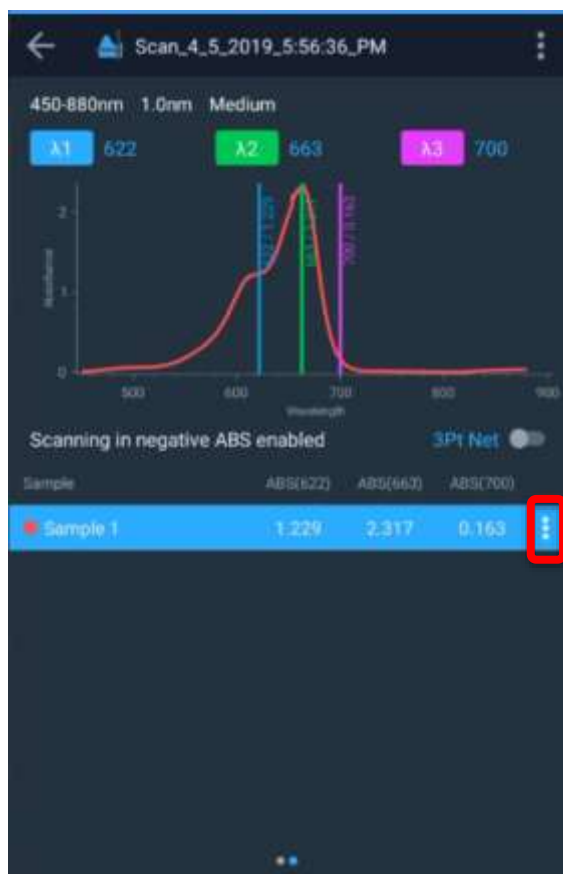 Scan_4_5_2019_5:56:36_PM
450-880nm 1.0nm Medium
λ1 622 λ2 663 λ3 700
2
1
0
500 600 700 800 900
Wavelength
Scanning in negative ABS enabled 3Pt Net
Sample ABS(622) ABS(663) ABS(700)
Sample 1 1.229 2.317 0.163